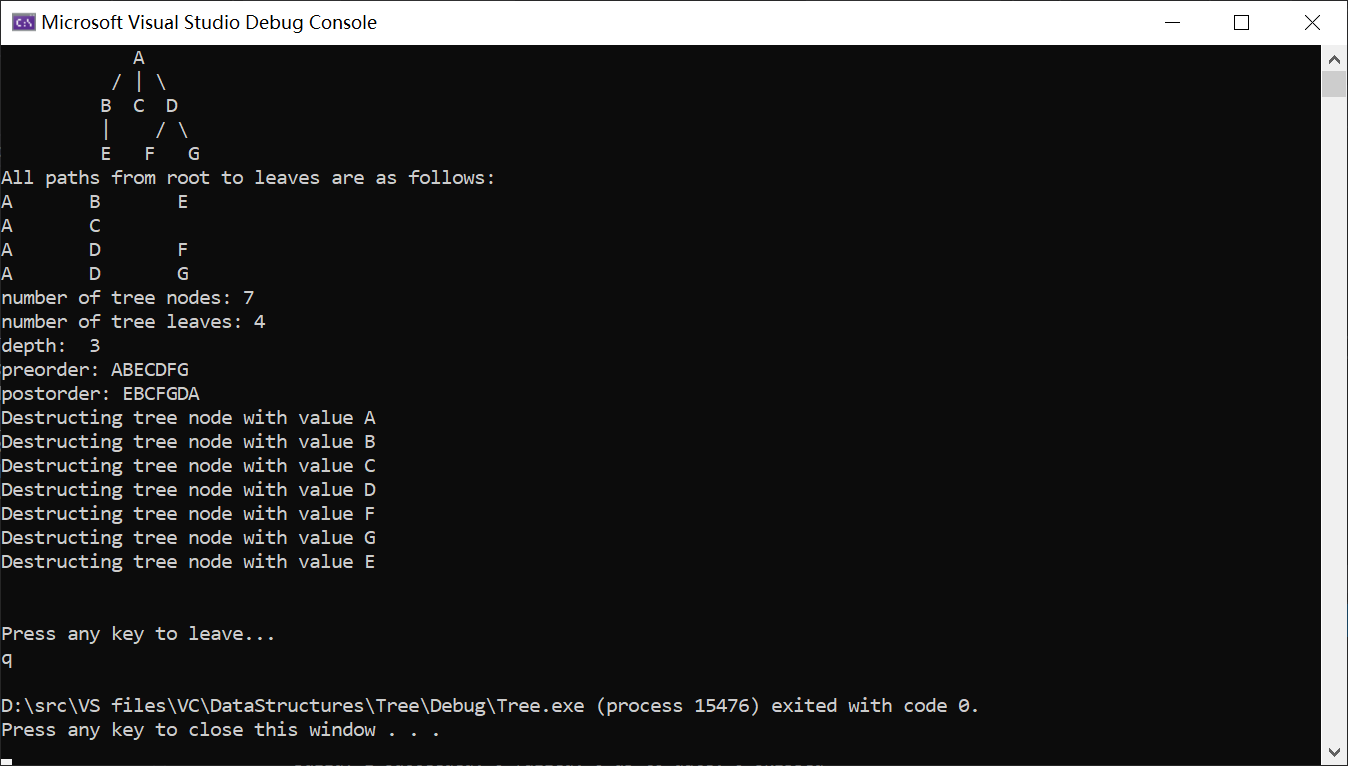 Microsoft Visual Studio Debug Console
            A
          / | \
         B  C  D
         |    / \
         E   F   G
All paths from root to leaves are as follows:
A       B       E
A       C
A       D       F
A       D       G
number of tree nodes: 7
number of tree leaves: 4
depth:  3
preorder: ABECDFG
postorder: EBCFGDA
Destructing tree node with value A
Destructing tree node with value B
Destructing tree node with value C
Destructing tree node with value D
Destructing tree node with value F
Destructing tree node with value G
Destructing tree node with value E
Press any key to leave...
q
D:\src\VS files\VC\DataStructures\Tree\Debug\Tree.exe (process 15476) exited with code 0.
Press any key to close this window . . .